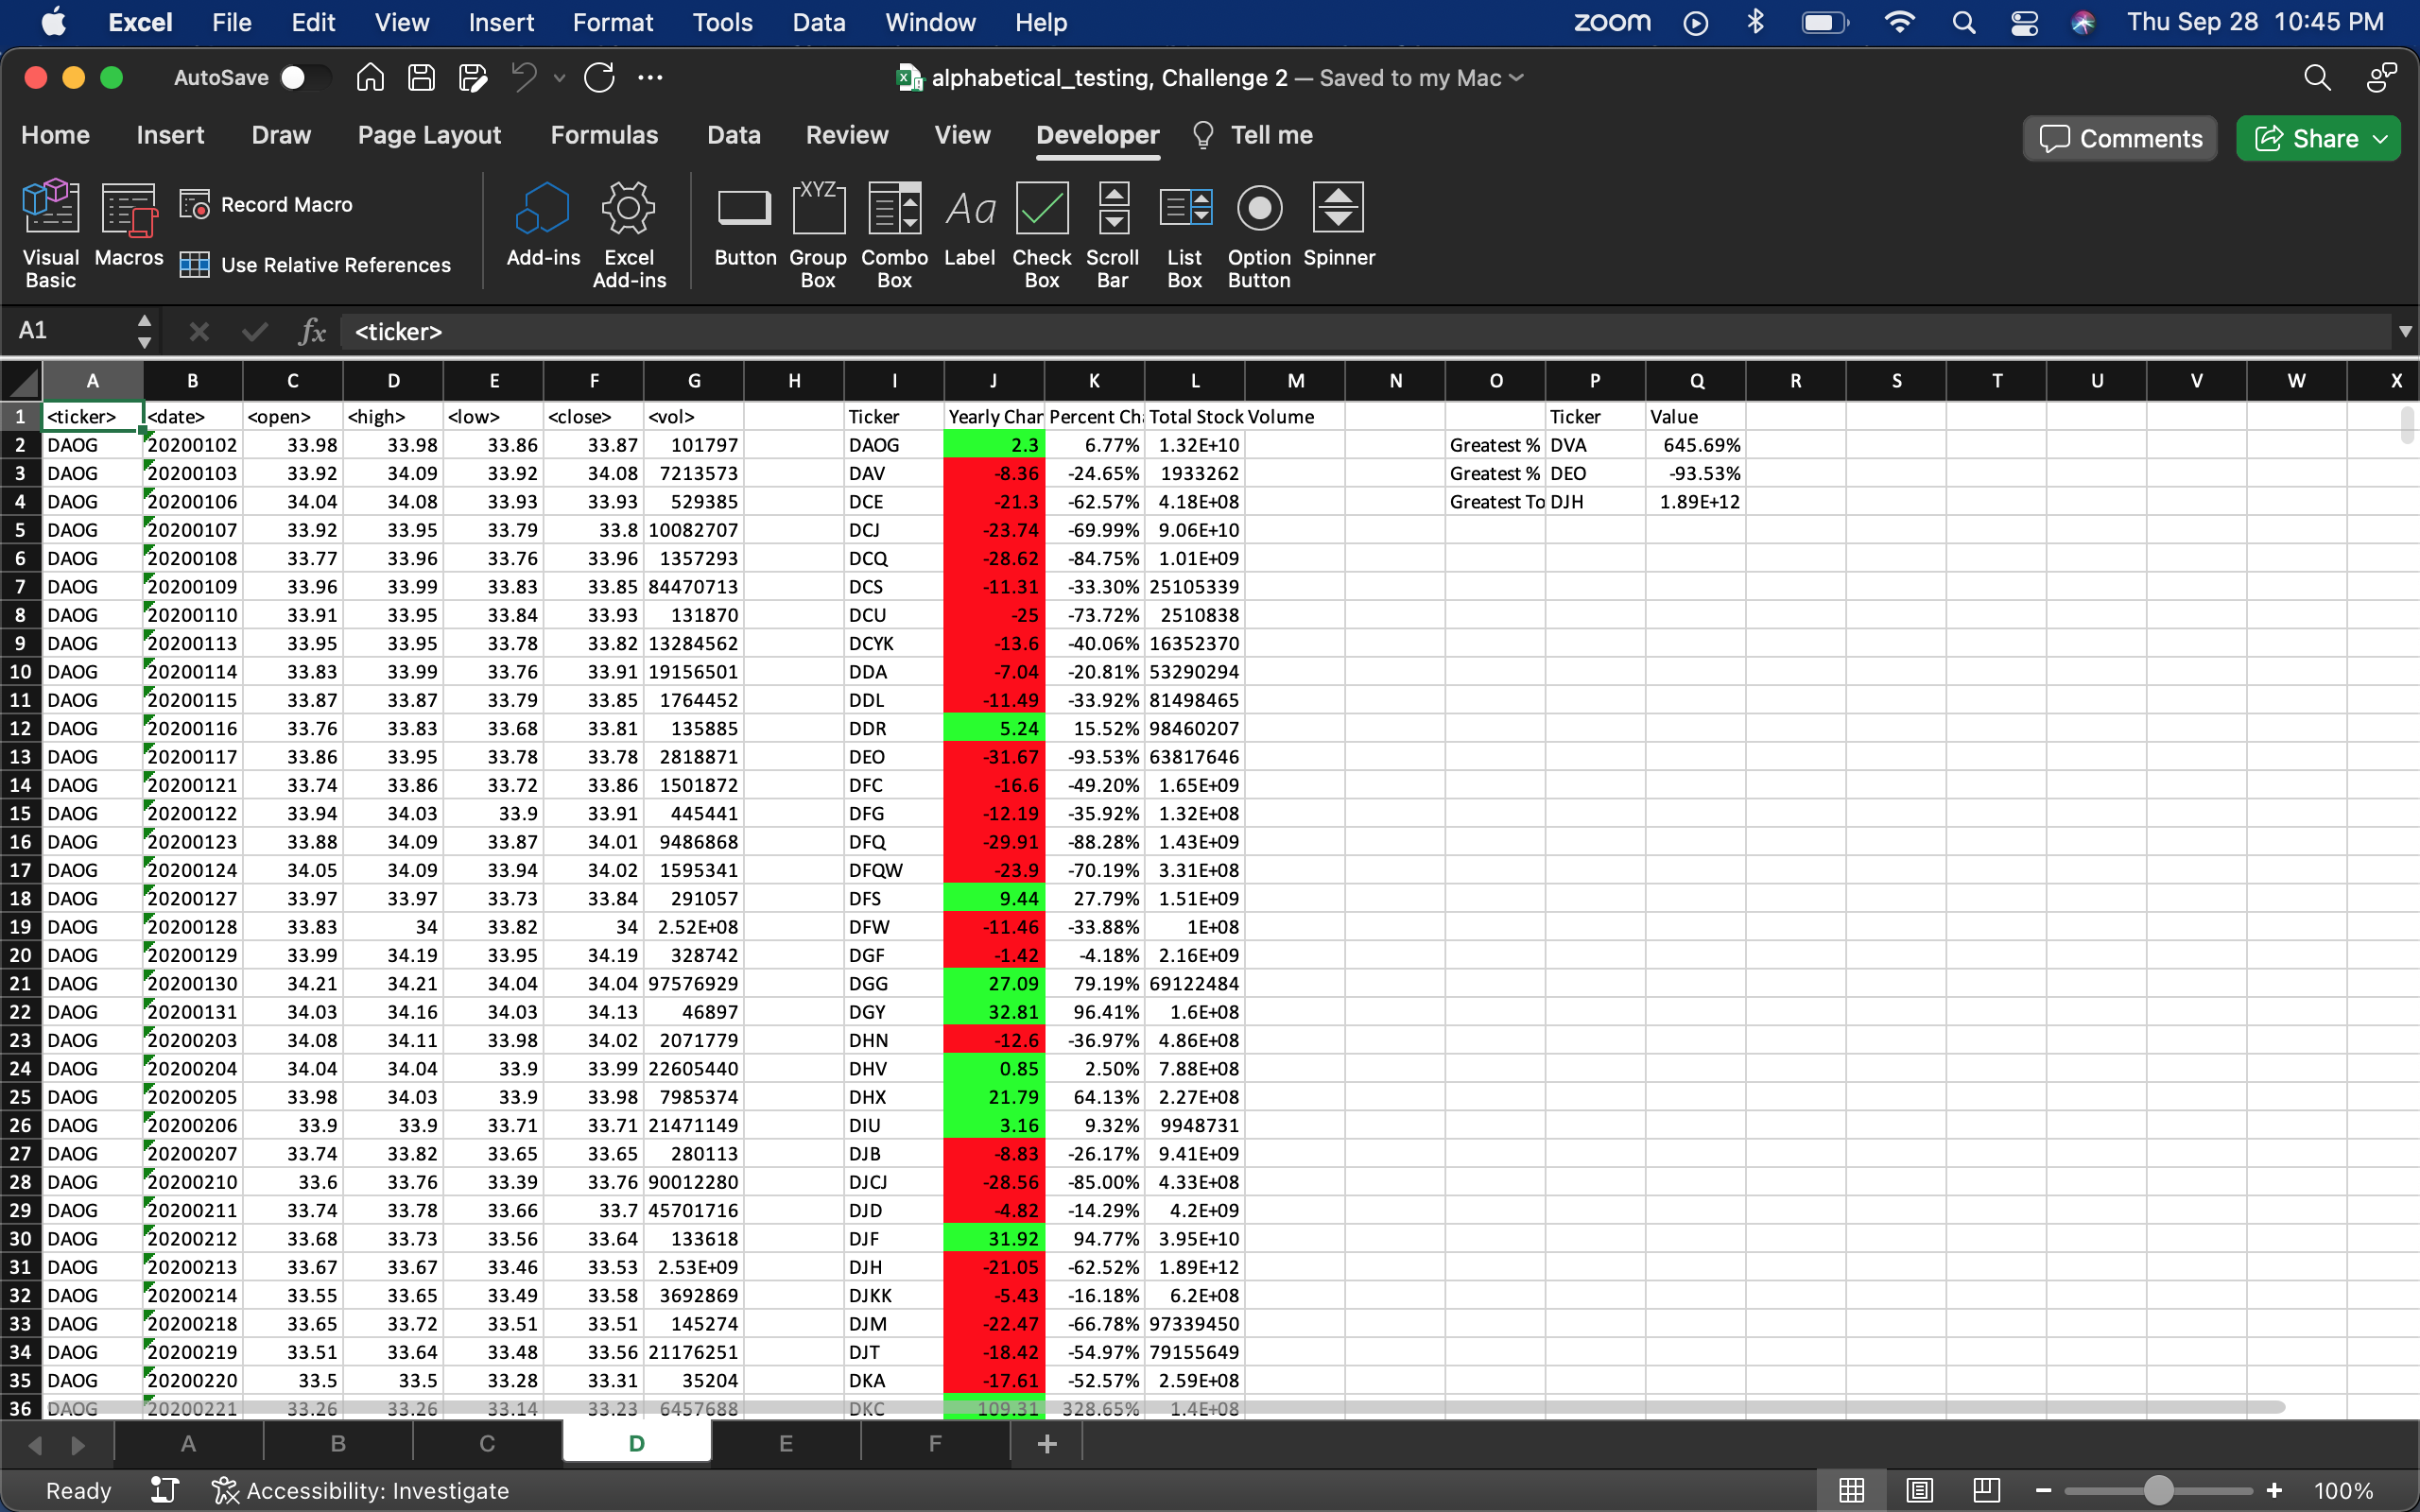 Excel File Edit View Insert Format Tools Data Window Help zoom Thu Sep 28 10:45 PM
AutoSave alphabetical_testing, Challenge 2 — Saved to my Mac
Home Insert Draw Page Layout Formulas Data Review View Developer Tell me Comments Share
Visual Basic Macros Record Macro Use Relative References Add-ins Excel Add-ins Button Group Box Combo Box Label Check Box Scroll Bar List Box Option Button Spinner
XYZ Aa
A1 fx <ticker>
A B C D E F G H I J K L M N O P Q R S T U V W X
1 <ticker> <date> <open> <high> <low> <close> <vol> Ticker Yearly Char Percent Ch Total Stock Volume Ticker Value
2 DAOG 20200102 33.98 33.98 33.86 33.87 101797 DAOG 2.3 6.77% 1.32E+10 Greatest % DVA 645.69%
3 DAOG 20200103 33.92 34.09 33.92 34.08 7213573 DAV -8.36 -24.65% 1933262 Greatest % DEO -93.53%
4 DAOG 20200106 34.04 34.08 33.93 33.93 529385 DCE -21.3 -62.57% 4.18E+08 Greatest To DJH 1.89E+12
5 DAOG 20200107 33.92 33.95 33.79 33.8 10082707 DCJ -23.74 -69.99% 9.06E+10
6 DAOG 20200108 33.77 33.96 33.76 33.96 1357293 DCQ -28.62 -84.75% 1.01E+09
7 DAOG 20200109 33.96 33.99 33.83 33.85 84470713 DCS -11.31 -33.30% 25105339
8 DAOG 20200110 33.91 33.95 33.84 33.93 131870 DCU -25 -73.72% 2510838
9 DAOG 20200113 33.95 33.95 33.78 33.82 13284562 DCYK -13.6 -40.06% 16352370
10 DAOG 20200114 33.83 33.99 33.76 33.91 19156501 DDA -7.04 -20.81% 53290294
11 DAOG 20200115 33.87 33.87 33.79 33.85 1764452 DDL -11.49 -33.92% 81498465
12 DAOG 20200116 33.76 33.83 33.68 33.81 135885 DDR 5.24 15.52% 98460207
13 DAOG 20200117 33.86 33.95 33.78 33.78 2818871 DEO -31.67 -93.53% 63817646
14 DAOG 20200121 33.74 33.86 33.72 33.86 1501872 DFC -16.6 -49.20% 1.65E+09
15 DAOG 20200122 33.94 34.03 33.9 33.91 445441 DFG -12.19 -35.92% 1.32E+08
16 DAOG 20200123 33.88 34.09 33.87 34.01 9486868 DFQ -29.91 -88.28% 1.43E+09
17 DAOG 20200124 34.05 34.09 33.94 34.02 1595341 DFQW -23.9 -70.19% 3.31E+08
18 DAOG 20200127 33.97 33.97 33.73 33.84 291057 DFS 9.44 27.79% 1.51E+09
19 DAOG 20200128 33.83 34 33.82 34 2.52E+08 DFW -11.46 -33.88% 1E+08
20 DAOG 20200129 33.99 34.19 33.95 34.19 328742 DGF -1.42 -4.18% 2.16E+09
21 DAOG 20200130 34.21 34.21 34.04 34.04 97576929 DGG 27.09 79.19% 69122484
22 DAOG 20200131 34.03 34.16 34.03 34.13 46897 DGY 32.81 96.41% 1.6E+08
23 DAOG 20200203 34.08 34.11 33.98 34.02 2071779 DHN -12.6 -36.97% 4.86E+08
24 DAOG 20200204 34.04 34.04 33.9 33.99 22605440 DHV 0.85 2.50% 7.88E+08
25 DAOG 20200205 33.98 34.03 33.9 33.98 7985374 DHX 21.79 64.13% 2.27E+08
26 DAOG 20200206 33.9 33.9 33.71 33.71 21471149 DIU 3.16 9.32% 9948731
27 DAOG 20200207 33.74 33.82 33.65 33.65 280113 DJB -8.83 -26.17% 9.41E+09
28 DAOG 20200210 33.6 33.76 33.39 33.76 90012280 DJCJ -28.56 -85.00% 4.33E+08
29 DAOG 20200211 33.74 33.78 33.66 33.7 45701716 DJD -4.82 -14.29% 4.2E+09
30 DAOG 20200212 33.68 33.73 33.56 33.64 133618 DJF 31.92 94.77% 3.95E+10
31 DAOG 20200213 33.67 33.67 33.46 33.53 2.53E+09 DJH -21.05 -62.52% 1.89E+12
32 DAOG 20200214 33.55 33.65 33.49 33.58 3692869 DJKK -5.43 -16.18% 6.2E+08
33 DAOG 20200218 33.65 33.72 33.51 33.51 145274 DJM -22.47 -66.78% 97339450
34 DAOG 20200219 33.51 33.64 33.48 33.56 21176251 DJT -18.42 -54.97% 79155649
35 DAOG 20200220 33.5 33.5 33.28 33.31 35204 DKA -17.61 -52.57% 2.59E+08
36 DAOG 20200221 33.26 33.26 33.14 33.23 6457688 DKC 109.31 328.65% 1.4E+08
A B C D E F +
Ready Accessibility: Investigate 100%